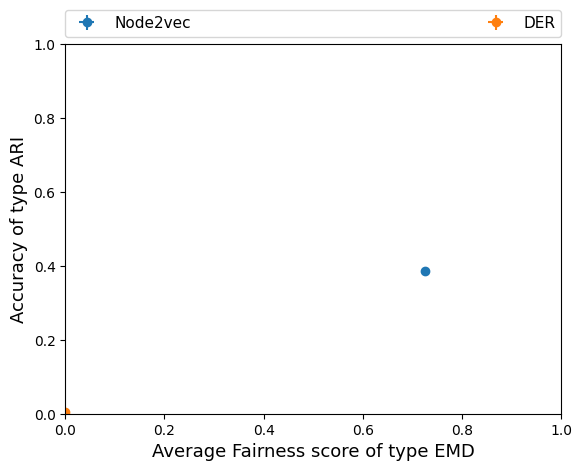 Node2vec DER
1.0
0.8
0.6
0.4
0.2
0.0
Accuracy of type ARI
0.0 0.2 0.4 0.6 0.8 1.0
Average Fairness score of type EMD